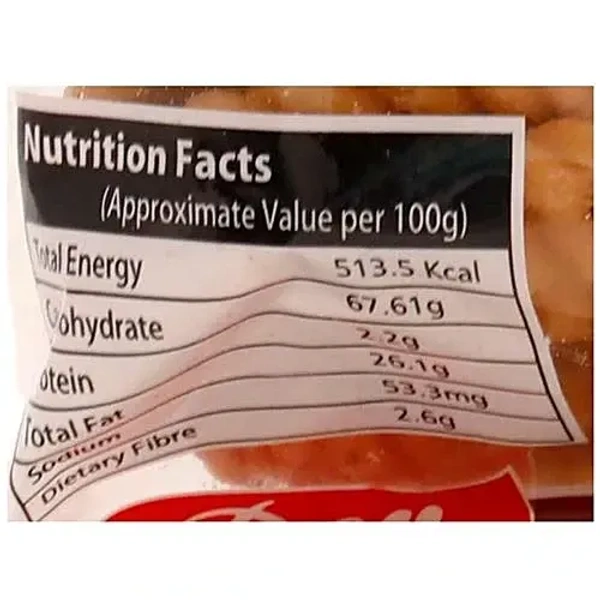 Nutrition Facts
(Approximate Value per 100g)
Total Energy 513.5 Kcal
ohydrate 67.61g
otein 2.2g
Total Fat 26.1g
Sodium 53.3mg
Dietary Fibre 2.6g